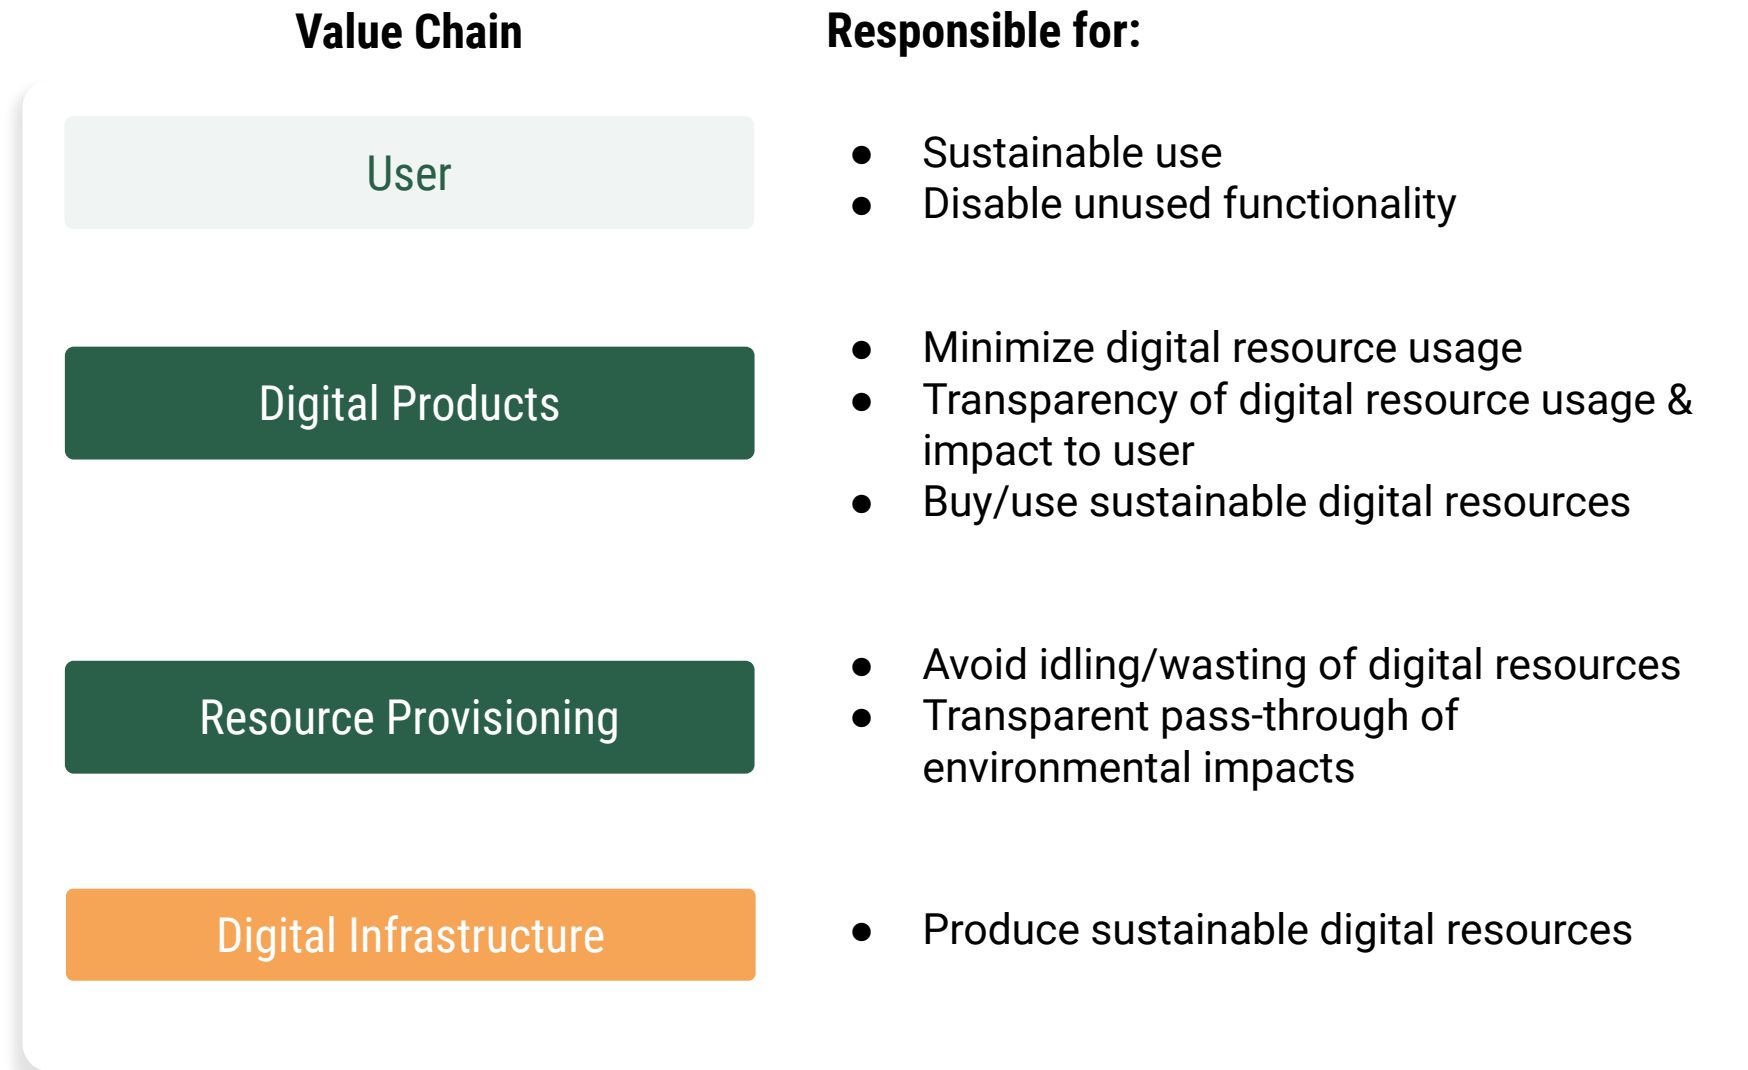 Value Chain
Responsible for:
User
● Sustainable use
● Disable unused functionality
Digital Products
● Minimize digital resource usage
● Transparency of digital resource usage &
impact to user
● Buy/use sustainable digital resources
Resource Provisioning
● Avoid idling/wasting of digital resources
● Transparent pass-through of
environmental impacts
Digital Infrastructure
● Produce sustainable digital resources